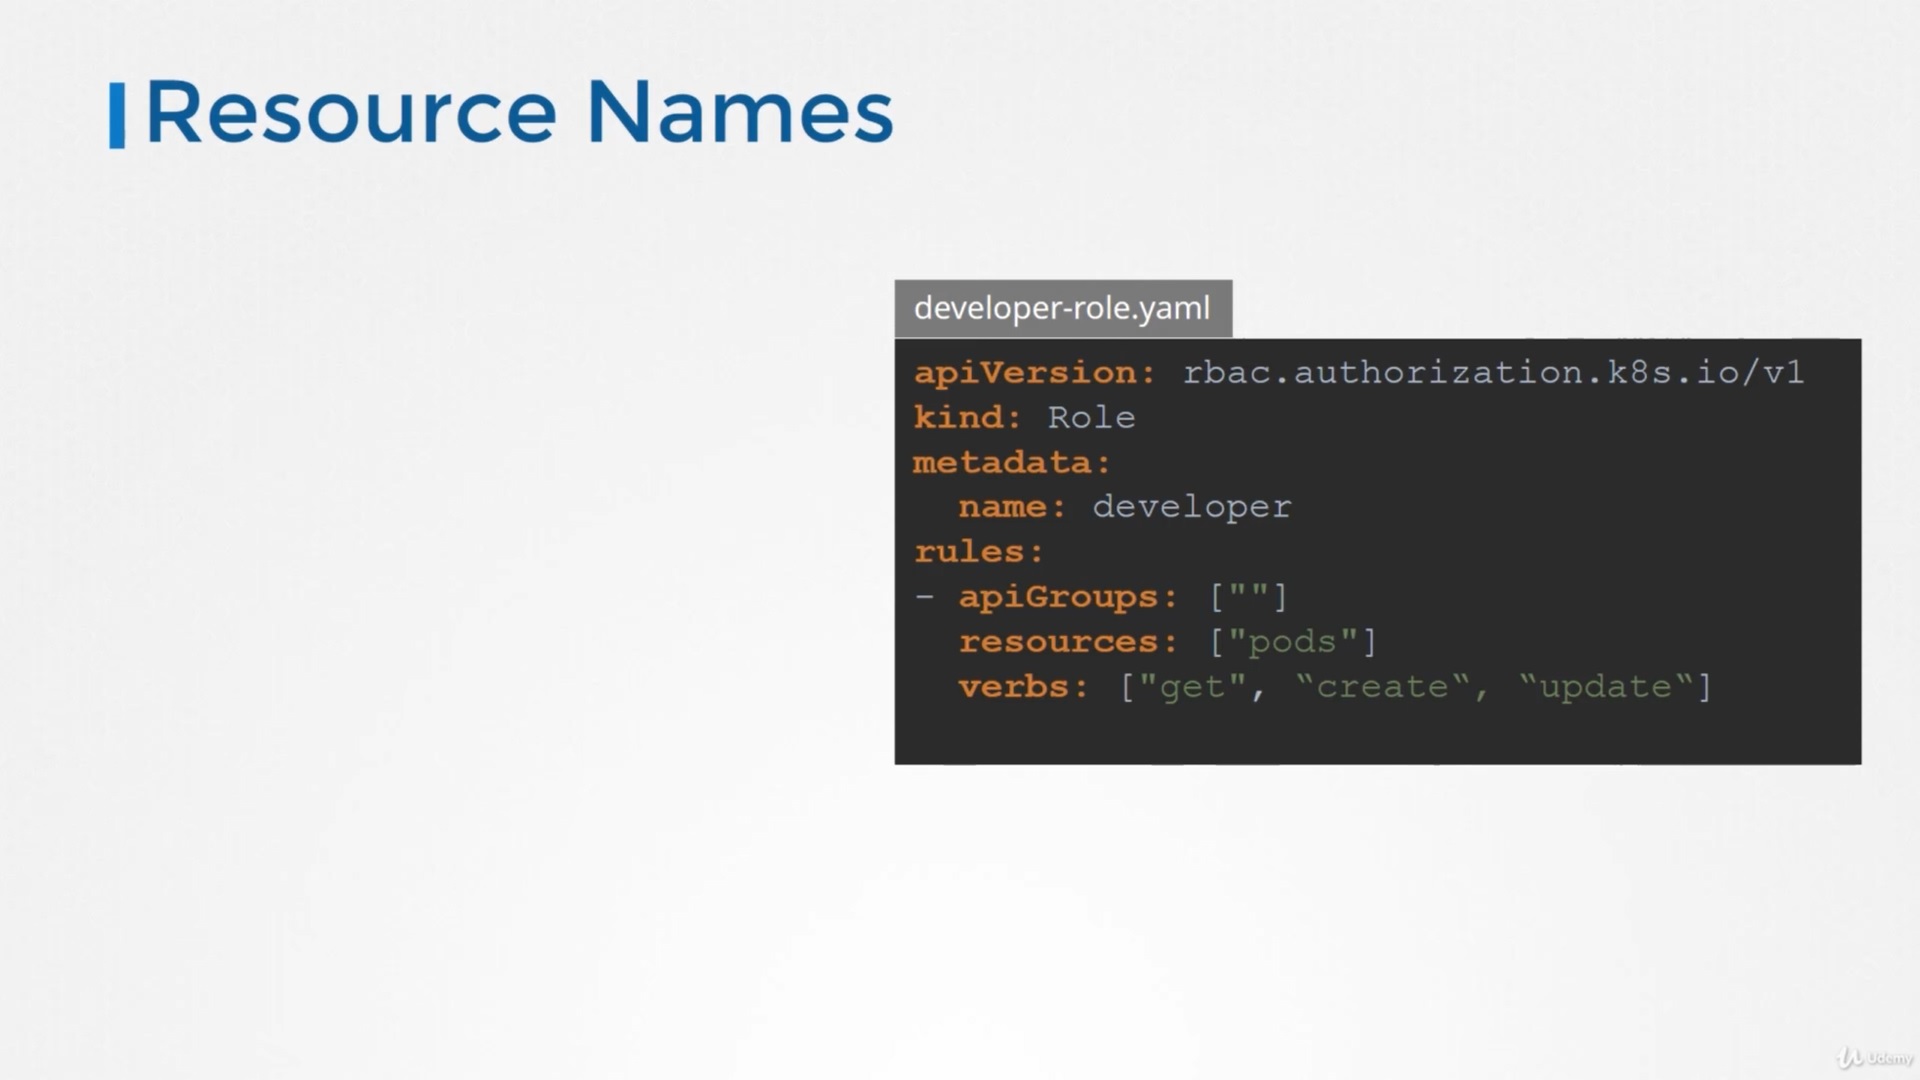 Resource Names
developer-role.yaml
apiVersion: rbac.authorization.k8s.io/v1
kind: Role
metadata:
  name: developer
rules:
- apiGroups: [""]
  resources: ["pods"]
  verbs: ["get", “create“, “update“]
Udemy